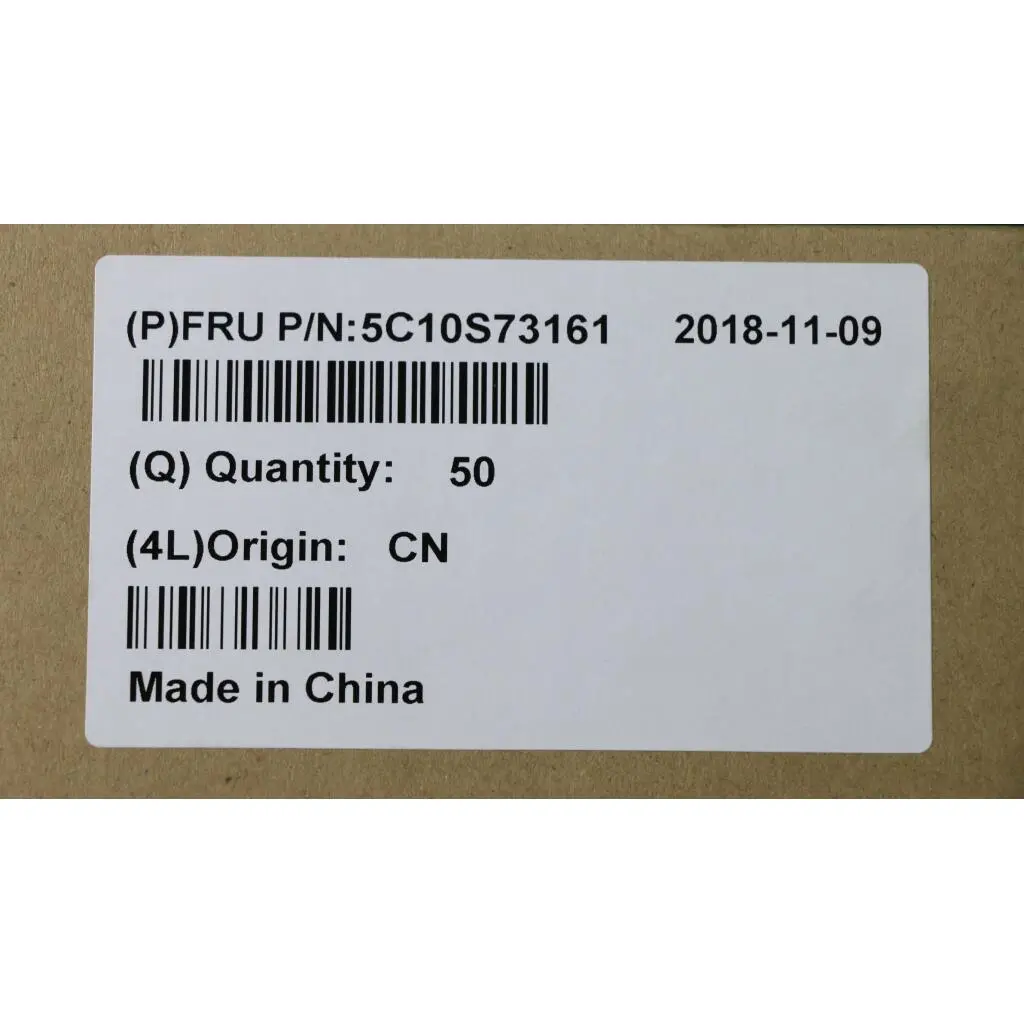 (P)FRU P/N:5C10S73161 2018-11-09
(Q) Quantity: 50
(4L)Origin: CN
Made in China